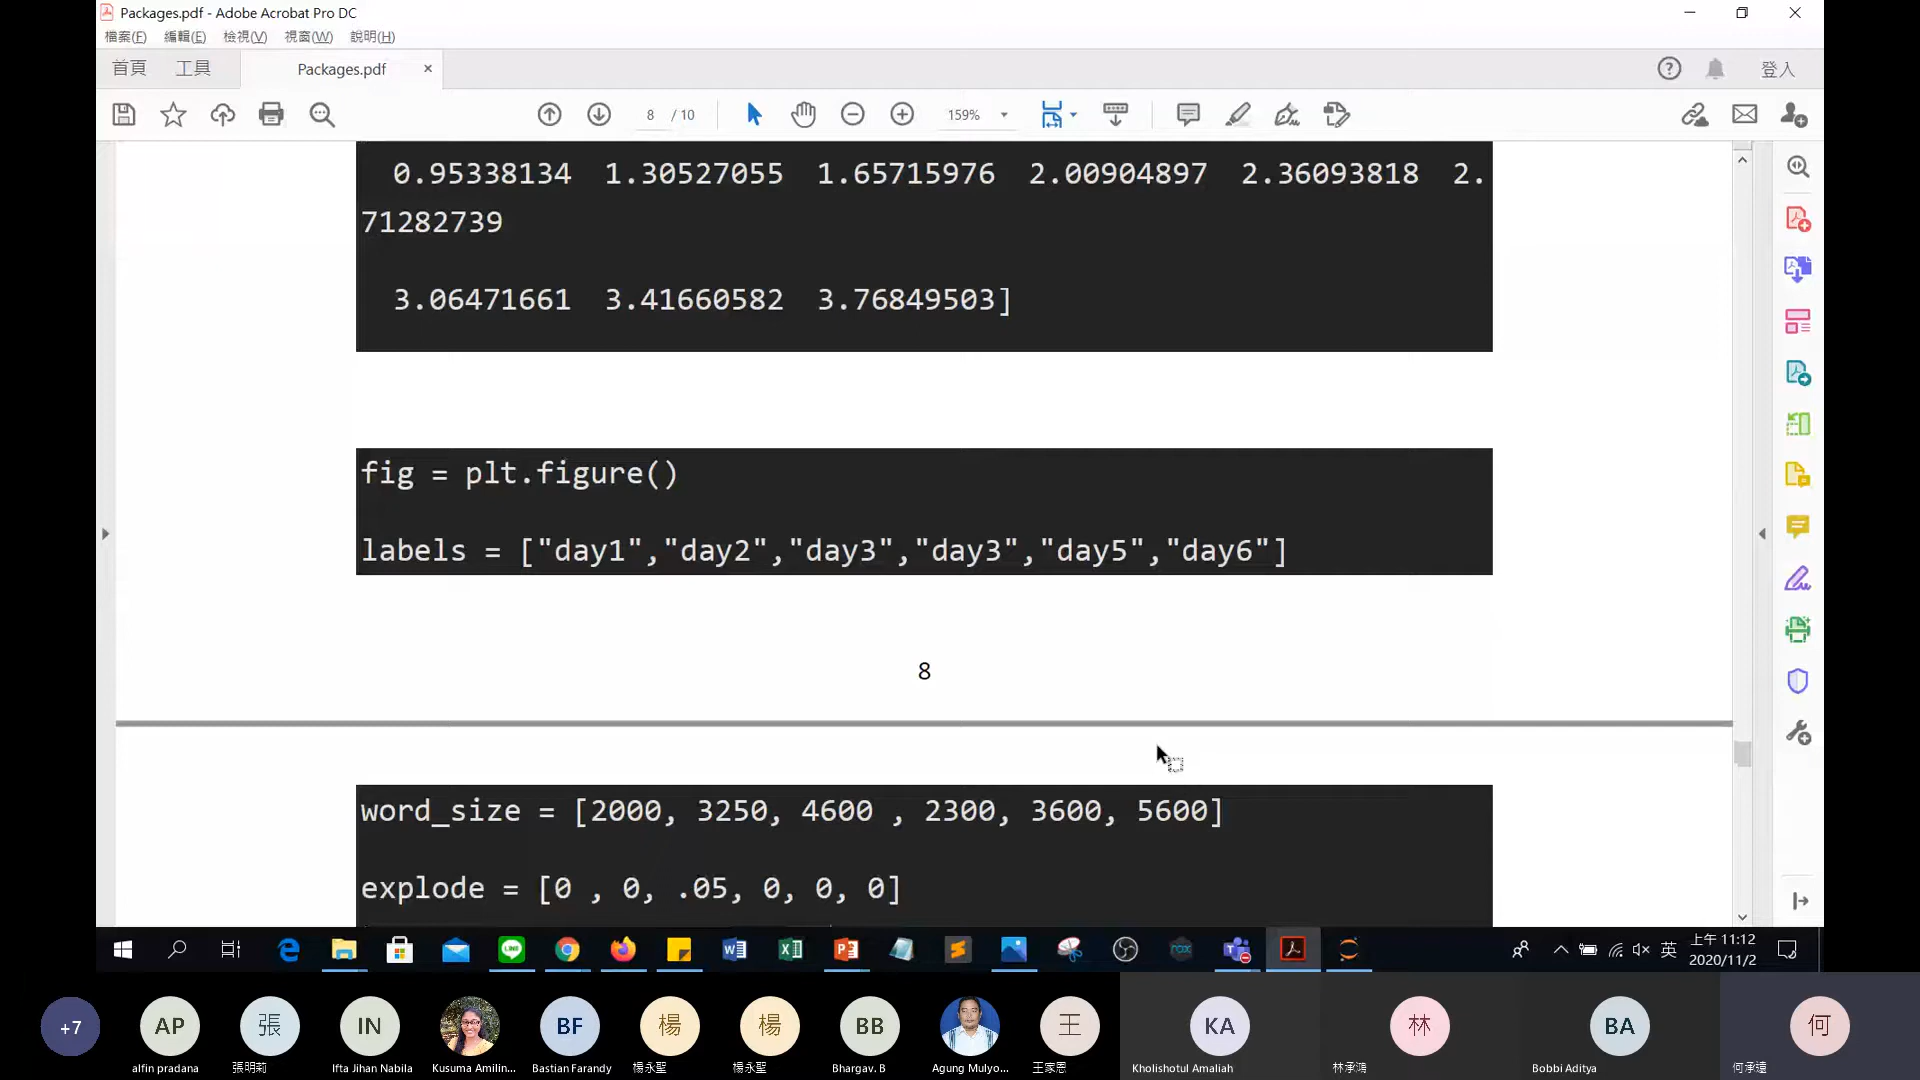 Packages.pdf - Adobe Acrobat Pro DC
檔案(F) 編輯(E) 檢視(V) 視窗(W) 說明(H)
首頁 工具 Packages.pdf × 登入
8 / 10 159%
0.95338134 1.30527055 1.65715976 2.00904897 2.36093818 2.
71282739
3.06471661 3.41660582 3.76849503]
fig = plt.figure()
labels = ["day1","day2","day3","day3","day5","day6"]
8
word_size = [2000, 3250, 4600 , 2300, 3600, 5600]
explode = [0 , 0, .05, 0, 0, 0]
英 上午 11:12
2020/11/2
+7 AP 張 IN BF 楊 楊 BB 王 KA 林 BA 何
alfin pradana 張明莉 Ifta Jihan Nabila Kusuma Amilin... Bastian Farandy 楊永聖 楊永聖 Bhargav. B Agung Mulyo... 王家恩 Kholishotul Amaliah 林承鴻 Bobbi Aditya 何承遠